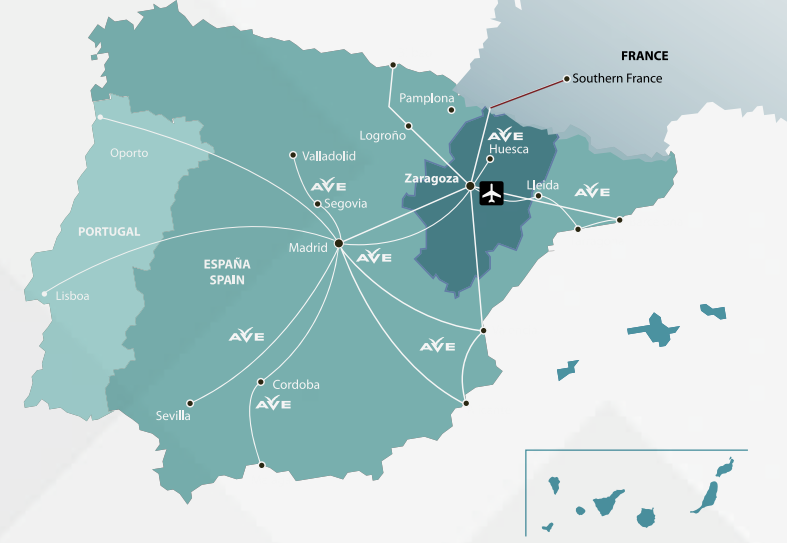 FRANCE
Southern France
Pamplona
Logroño
AVE
Huesca
Valladolid
Oporto
Zaragoza
AVE
Lleida
AVE
Segovia
PORTUGAL
Madrid
AVE
ESPAÑA
SPAIN
Lisboa
AVE
AVE
Cordoba
AVE
Sevilla